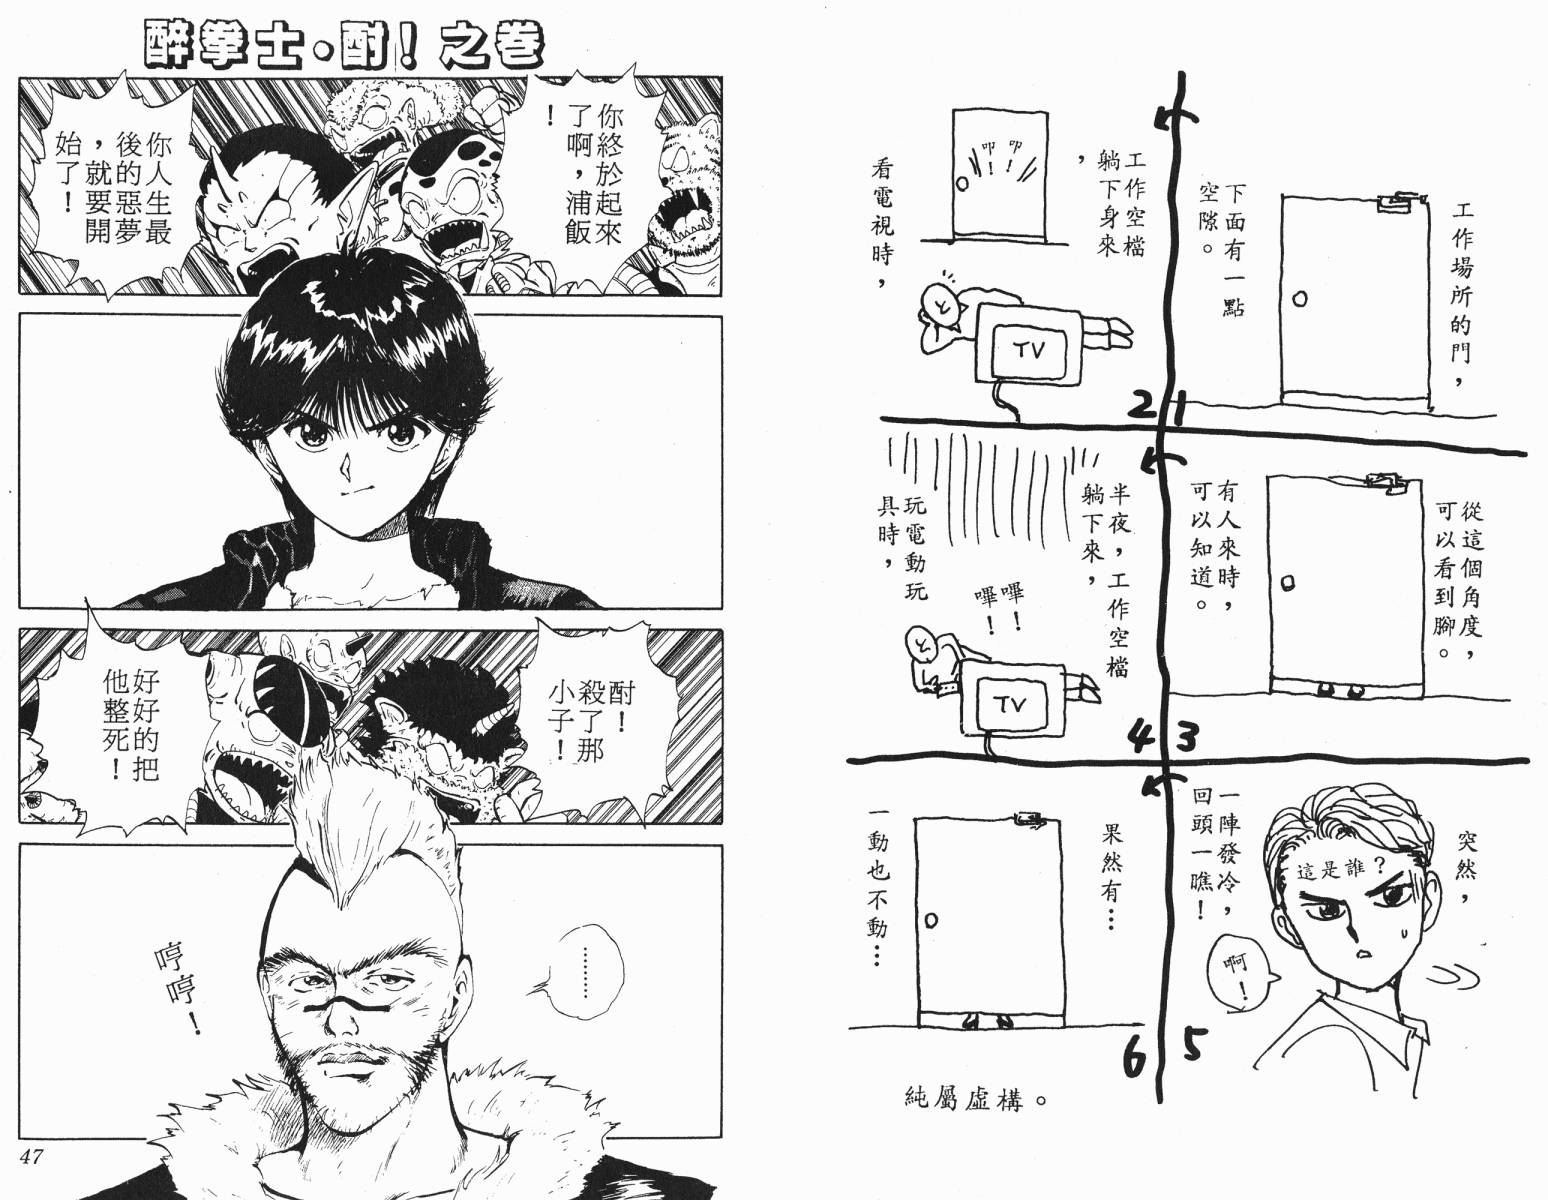 工作場所的門，
下面有一點
空隙。
1
工作空檔
躺下身來
，
叩！
叩！
看電視時，
TV
2
從這個角度，
可以看到腳。
有人來時，
可以知道。
3
半夜，工作空檔
躺下來，
嗶！
嗶！
玩電動玩
具時，
TV
4
突然，
這是誰？
一陣發冷，
回頭一瞧！
啊！
5
果然有…
一動也不動…
6
純屬虛構。
醉拳士·酎！之卷
你終於起來
了啊，浦飯
！
你人生最
後的惡夢
，就要開
始了！
酎！
殺了那
小子！
好好的把
他整死！
………
哼
哼！
47